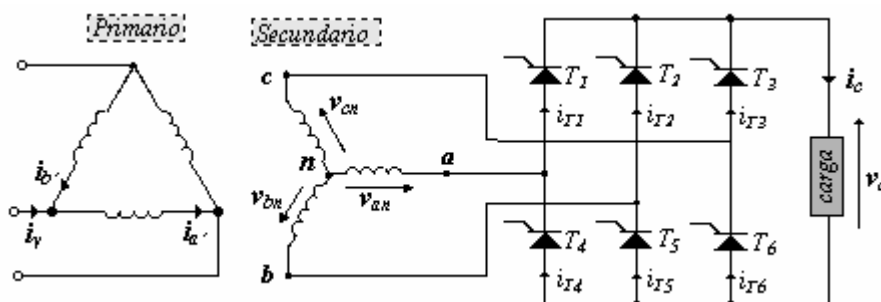 Primario
Secundario
c
v_cn
n
a
v_bn
v_an
b
i_b'
i_γ
i_a'
T_1
T_2
T_3
i_T1
i_T2
i_T3
T_4
T_5
T_6
i_T4
i_T5
i_T6
i_c
carga